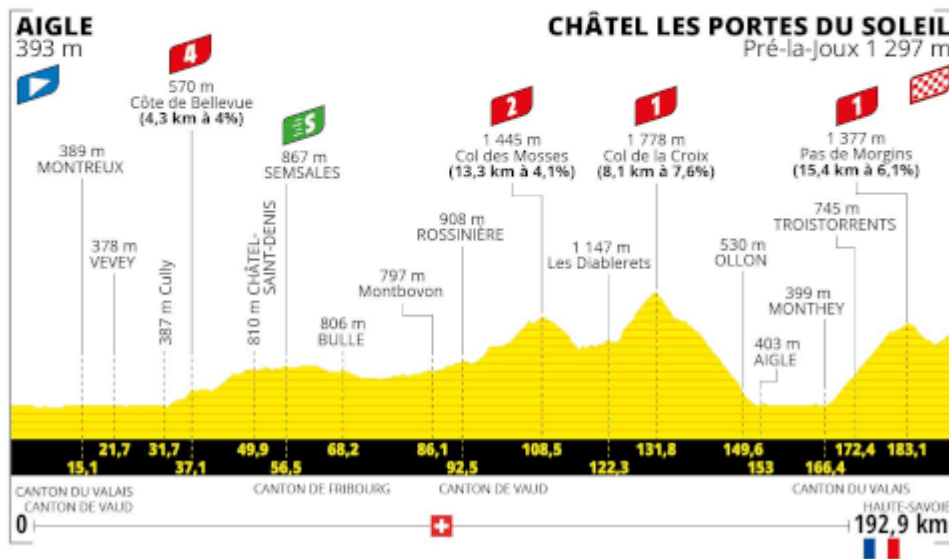 AIGLE
393 m
CHÂTEL LES PORTES DU SOLEIL
Pré-la-Joux 1 297 m
4
570 m
Côte de Bellevue
(4,3 km à 4%)
S
867 m
SEMSALES
2
1 445 m
Col des Mosses
(13,3 km à 4,1%)
1
1 778 m
Col de la Croix
(8,1 km à 7,6%)
1
1 377 m
Pas de Morgins
(15,4 km à 6,1%)
389 m
MONTREUX
378 m
VEVEY
387 m Cully
810 m CHÂTEL-
SAINT-DENIS
806 m
BULLE
797 m
Montbovon
908 m
ROSSINIÈRE
1 147 m
Les Diablerets
530 m
OLLON
403 m
AIGLE
399 m
MONTHEY
745 m
TROISTORRENTS
21,7 31,7 49,9 68,2 86,1 108,5 131,8 149,6 172,4 183,1
15,1 37,1 56,5 92,5 122,3 153 166,4
CANTON DU VALAIS
CANTON DE VAUD
CANTON DE FRIBOURG
CANTON DE VAUD
CANTON DU VALAIS
HAUTE-SAVOIE
0
192,9 km